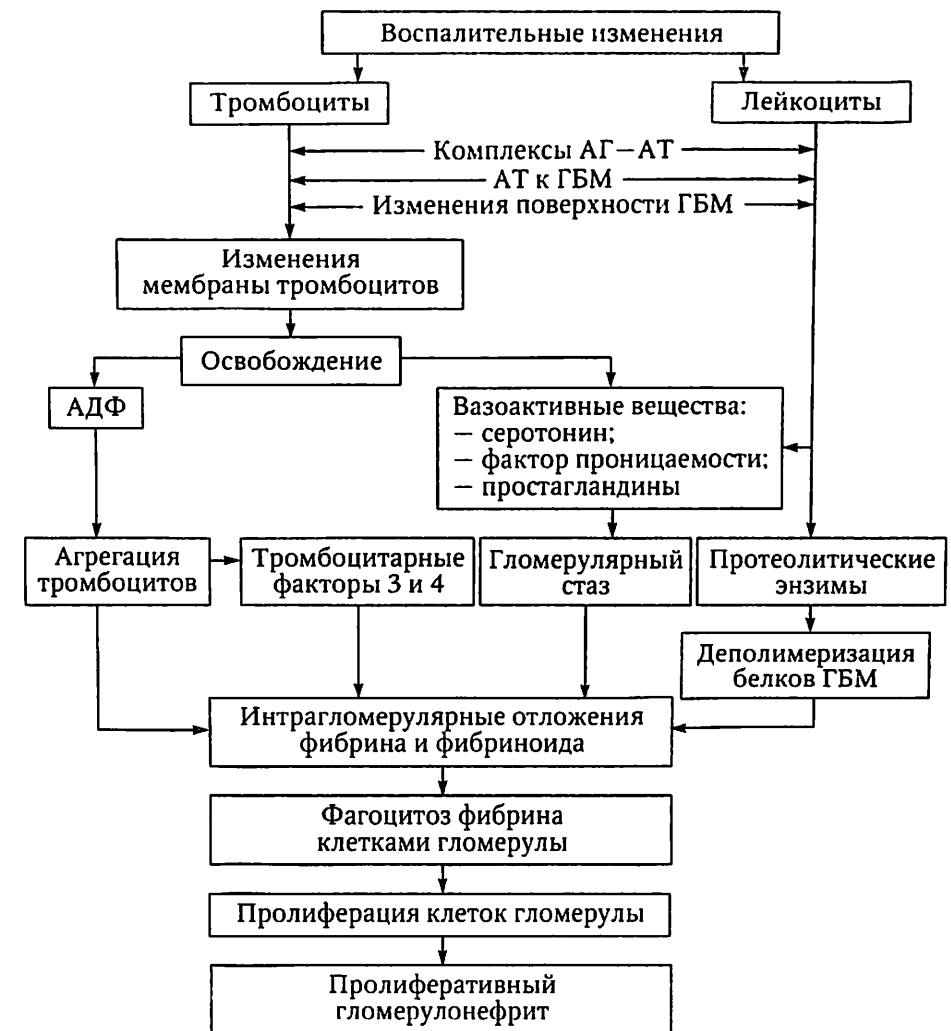 Воспалительные изменения
Тромбоциты
Лейкоциты
Комплексы АГ—АТ
АТ к ГБМ
Изменения поверхности ГБМ
Изменения
мембраны тромбоцитов
Освобождение
АДФ
Вазоактивные вещества:
— серотонин;
— фактор проницаемости;
— простагландины
Агрегация
тромбоцитов
Тромбоцитарные
факторы 3 и 4
Гломерулярный
стаз
Протеолитические
энзимы
Деполимеризация
белков ГБМ
Интрагломерулярные отложения
фибрина и фибриноида
Фагоцитоз фибрина
клетками гломерулы
Пролиферация клеток гломерулы
Пролиферативный
гломерулонефрит